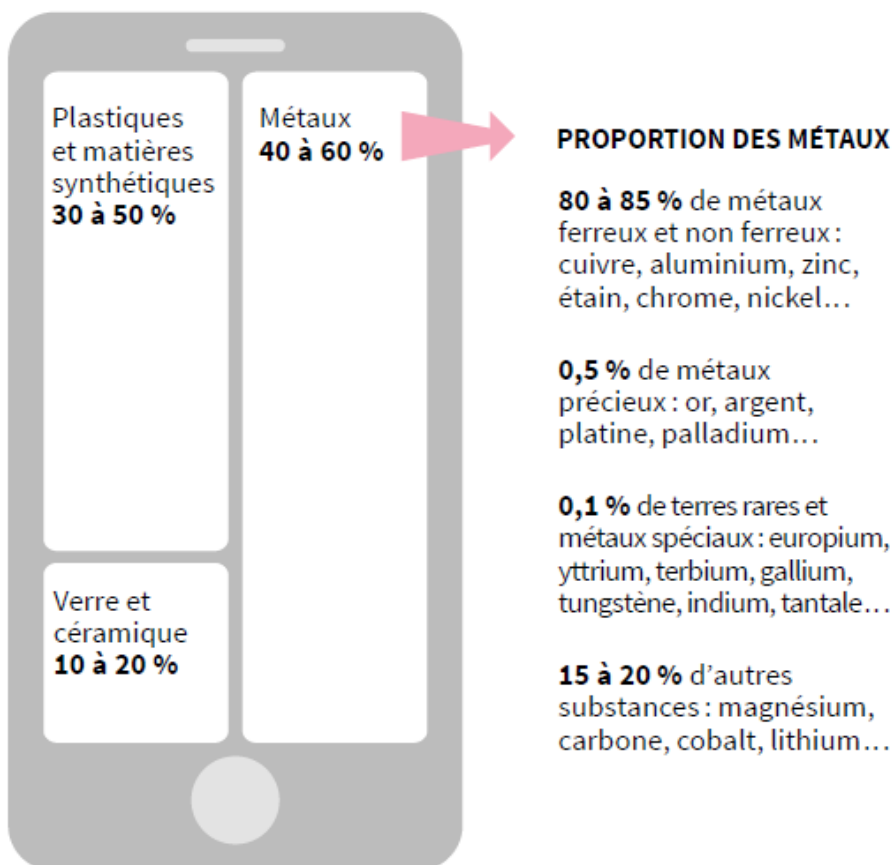 Plastiques
et matières
synthétiques
30 à 50 %
Métaux
40 à 60 %
Verre et
céramique
10 à 20 %
PROPORTION DES MÉTAUX
80 à 85 % de métaux
ferreux et non ferreux :
cuivre, aluminium, zinc,
étain, chrome, nickel…
0,5 % de métaux
précieux : or, argent,
platine, palladium…
0,1 % de terres rares et
métaux spéciaux : europium,
yttrium, terbium, gallium,
tungstène, indium, tantale…
15 à 20 % d’autres
substances : magnésium,
carbone, cobalt, lithium…